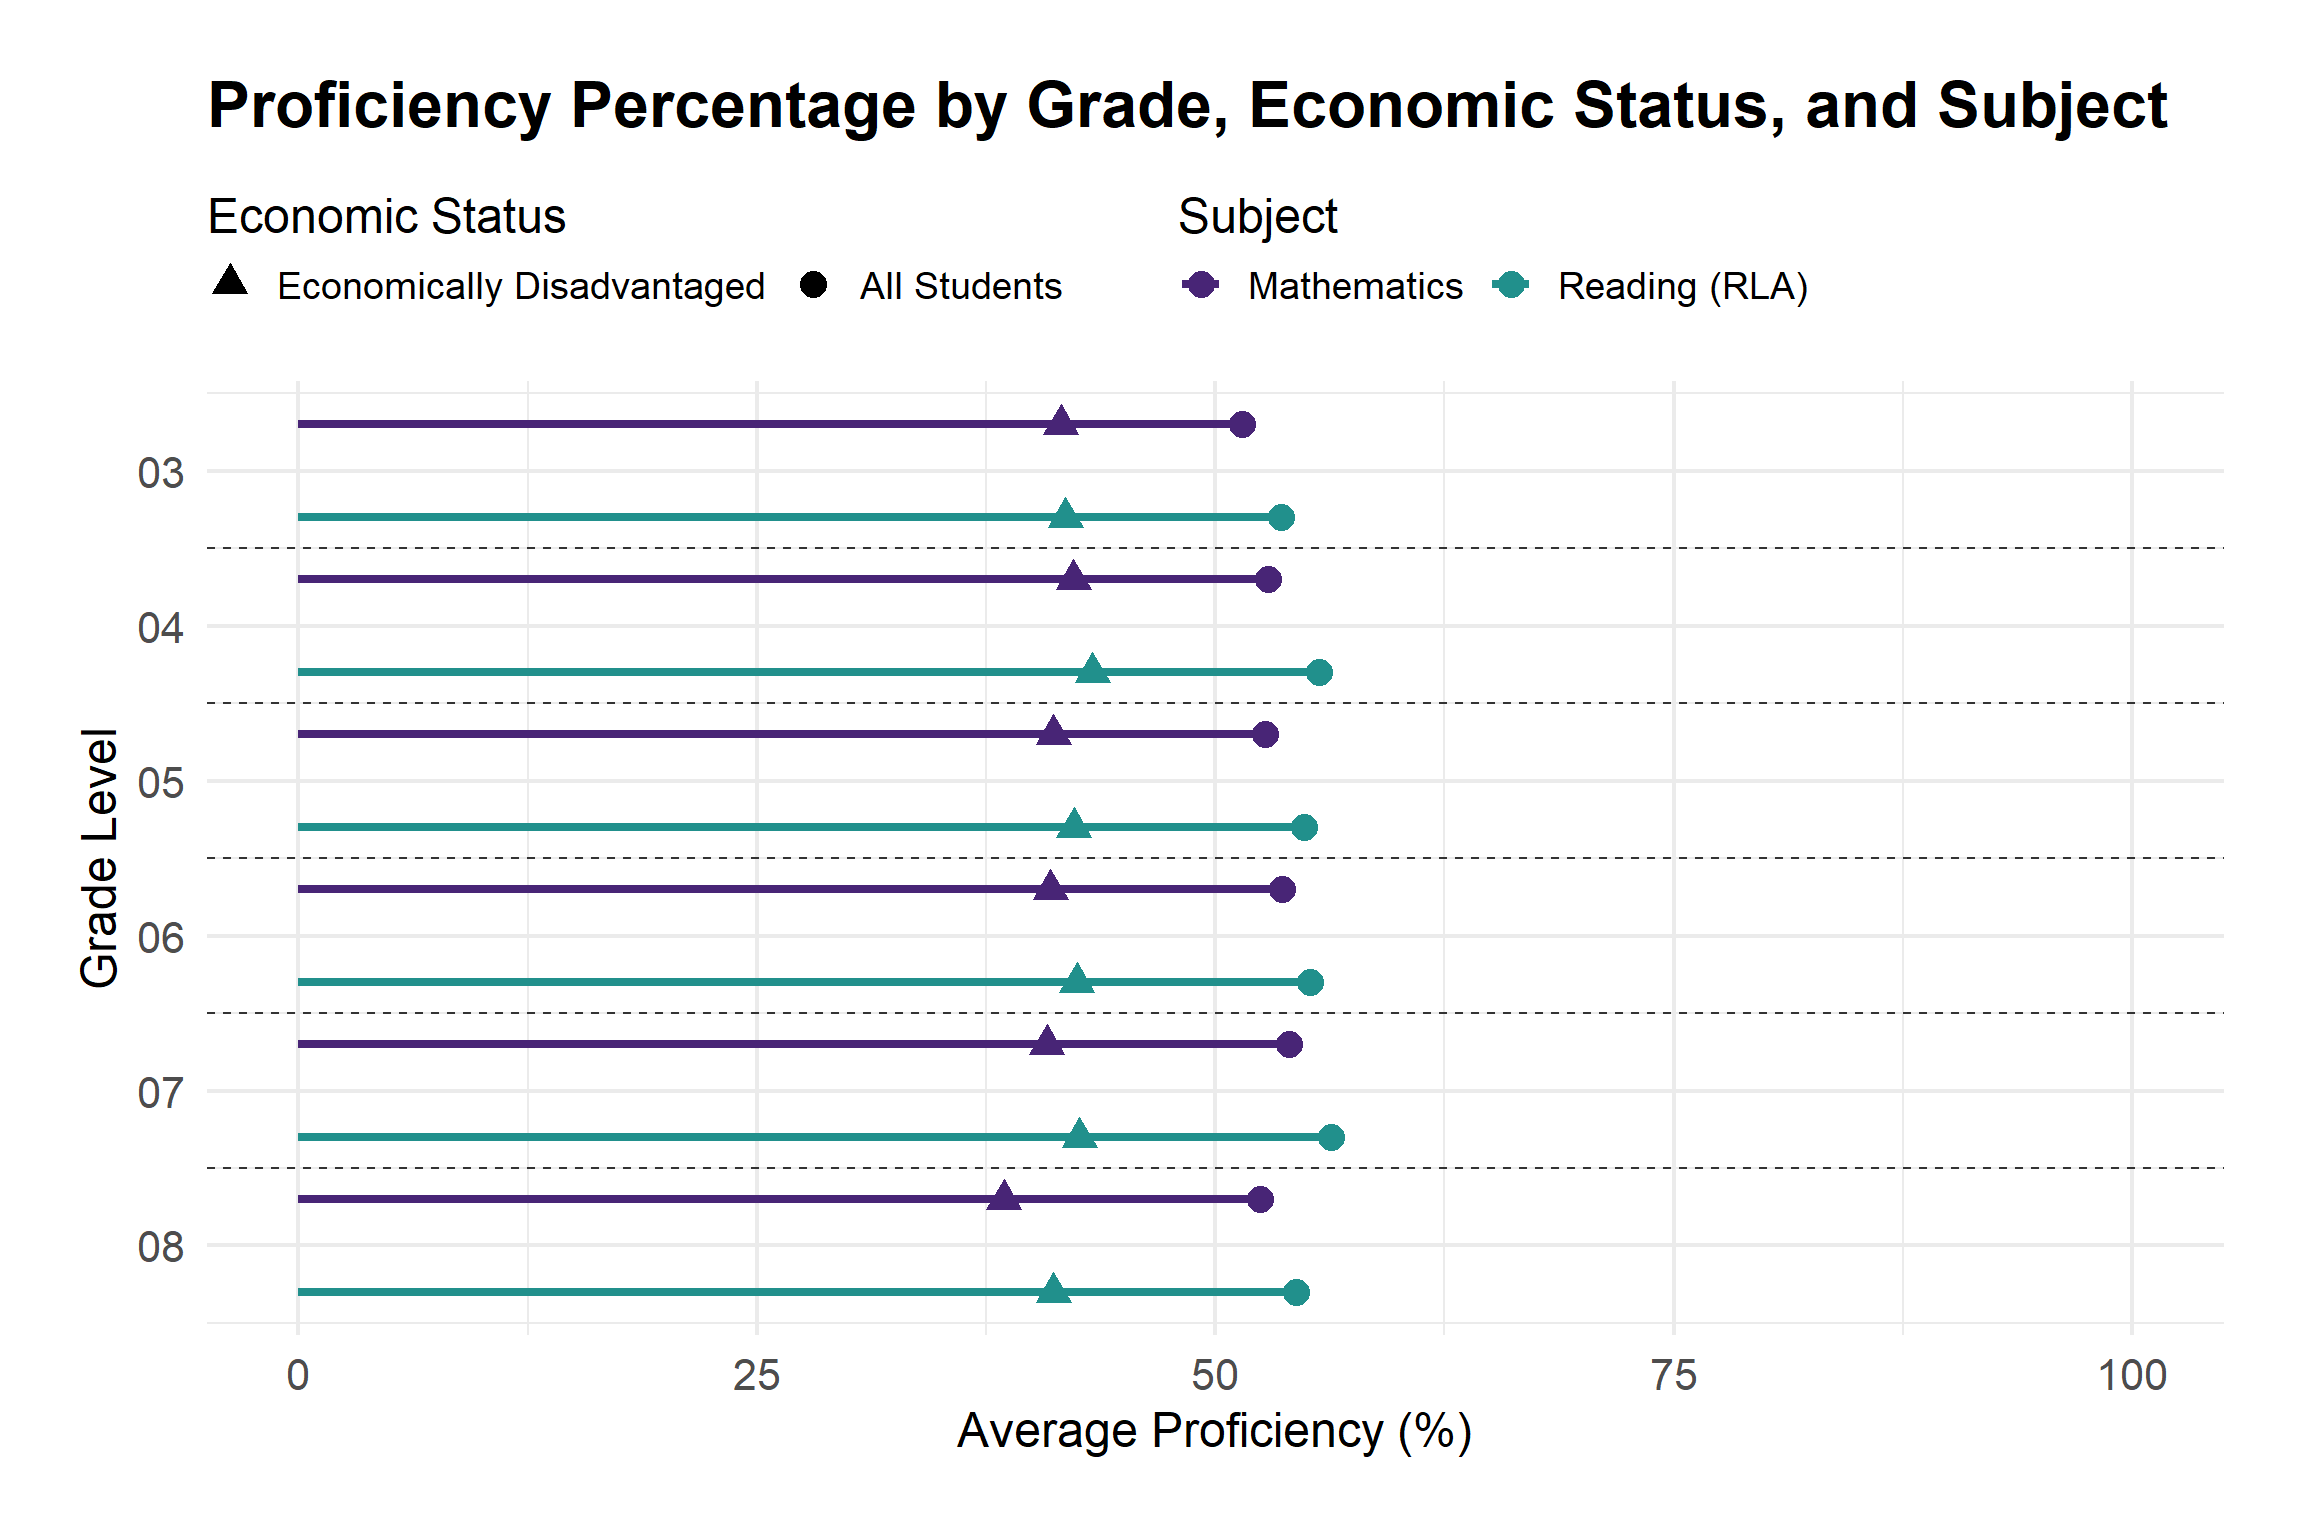 Proficiency Percentage by Grade, Economic Status, and Subject
Economic Status
Economically Disadvantaged
All Students
Subject
Mathematics
Reading (RLA)
Grade Level
03
04
05
06
07
08
0
25
50
75
100
Average Proficiency (%)